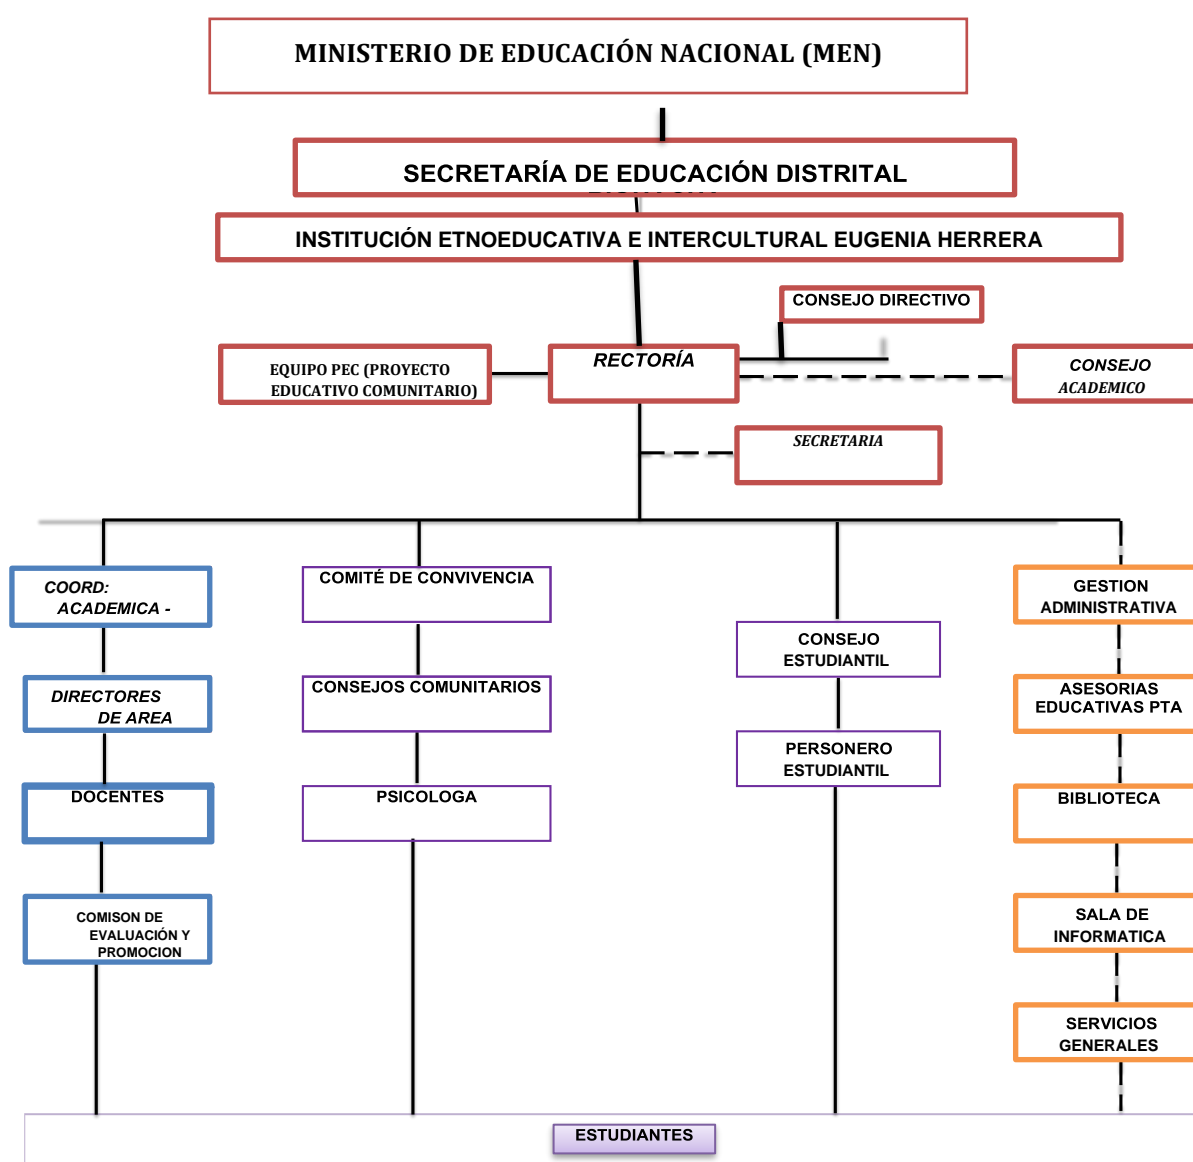 MINISTERIO DE EDUCACIÓN NACIONAL (MEN)
SECRETARÍA DE EDUCACIÓN DISTRITAL
INSTITUCIÓN ETNOEDUCATIVA E INTERCULTURAL EUGENIA HERRERA
CONSEJO DIRECTIVO
EQUIPO PEC (PROYECTO
EDUCATIVO COMUNITARIO)
RECTORÍA
CONSEJO
ACADEMICO
SECRETARIA
COORD:
ACADEMICA -
DIRECTORES
DE AREA
DOCENTES
COMISON DE
EVALUACIÓN Y
PROMOCION
COMITÉ DE CONVIVENCIA
CONSEJOS COMUNITARIOS
PSICOLOGA
CONSEJO
ESTUDIANTIL
PERSONERO
ESTUDIANTIL
GESTION
ADMINISTRATIVA
ASESORIAS
EDUCATIVAS PTA
BIBLIOTECA
SALA DE
INFORMATICA
SERVICIOS
GENERALES
ESTUDIANTES